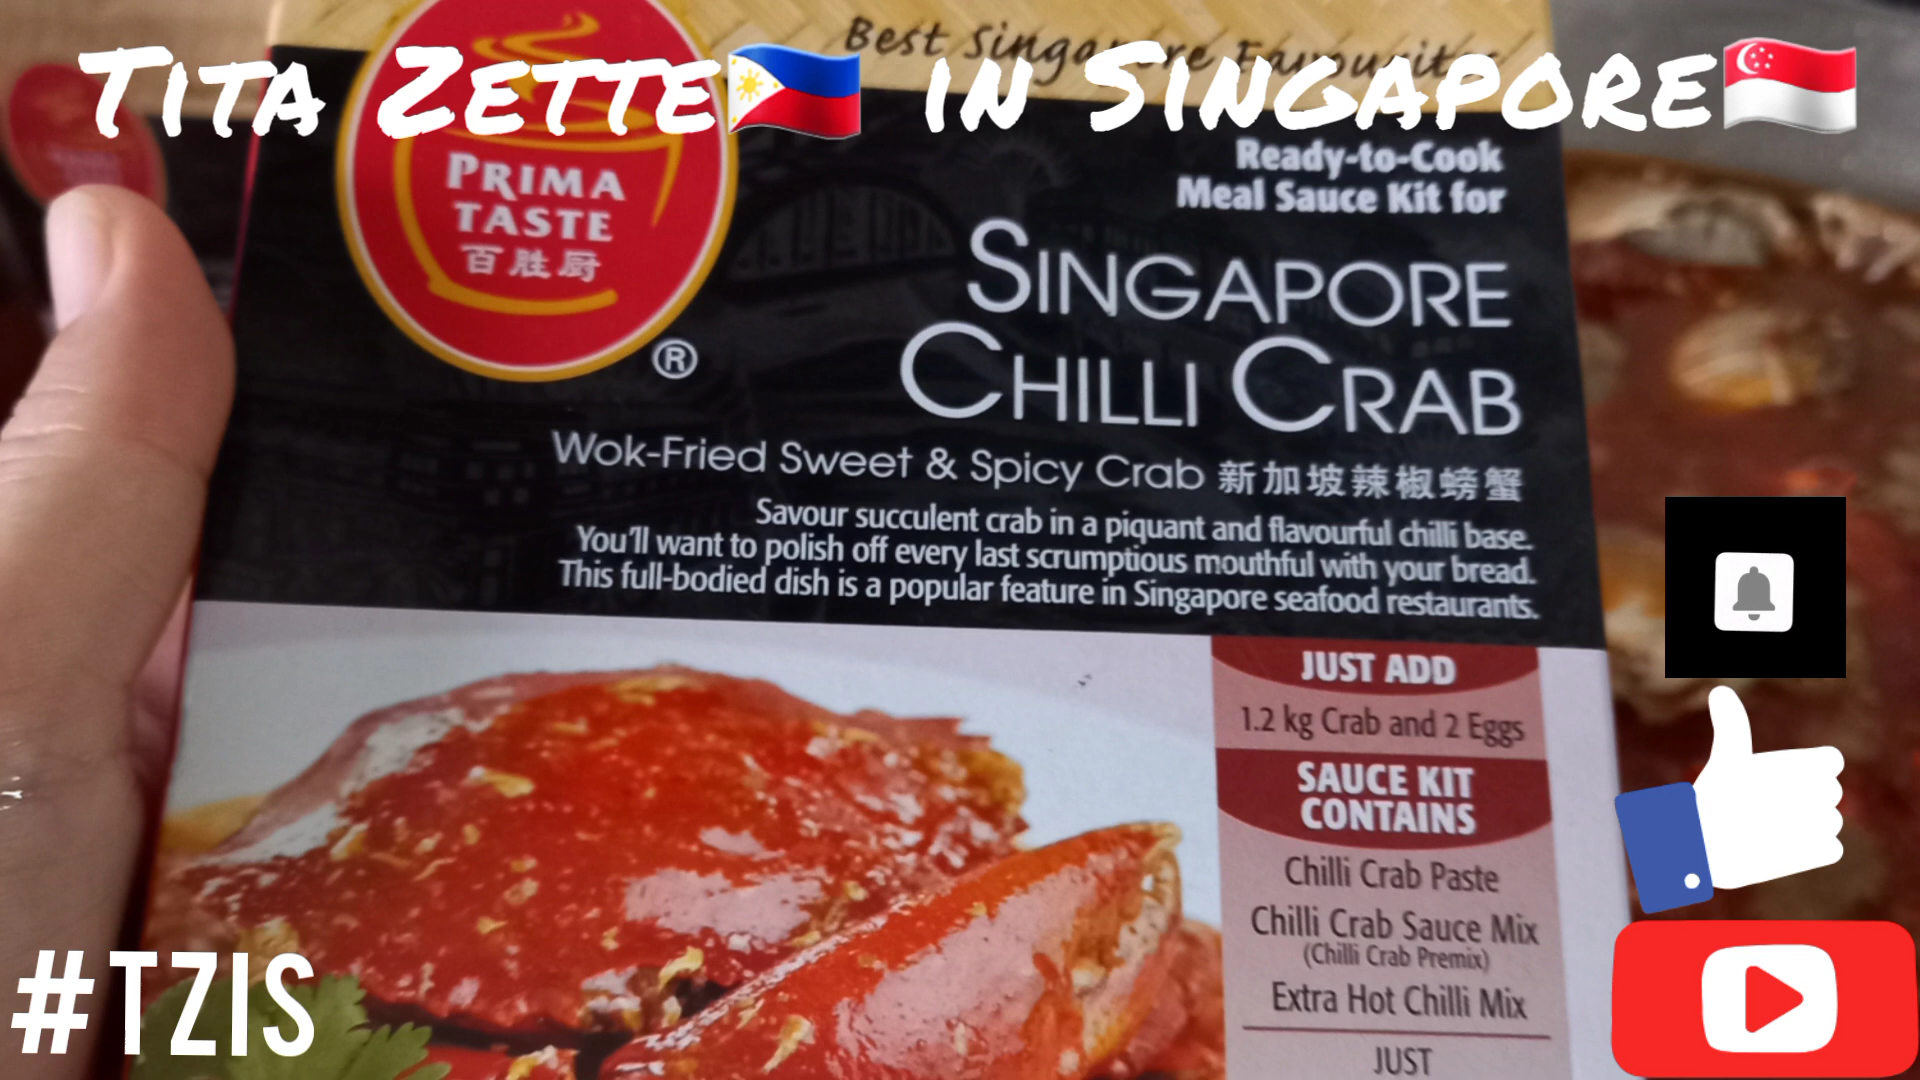 Best Singapore Favourites
TITA ZETTE🇵🇭 IN SINGAPORE🇸🇬
PRIMA
TASTE
百胜厨
®
Ready-to-Cook
Meal Sauce Kit for
SINGAPORE
CHILLI CRAB
Wok-Fried Sweet & Spicy Crab 新加坡辣椒螃蟹
Savour succulent crab in a piquant and flavourful chilli base.
You'll want to polish off every last scrumptious mouthful with your bread.
This full-bodied dish is a popular feature in Singapore seafood restaurants.
JUST ADD
1.2 kg Crab and 2 Eggs
SAUCE KIT
CONTAINS
Chilli Crab Paste
Chilli Crab Sauce Mix
(Chilli Crab Premix)
Extra Hot Chilli Mix
JUST
#TZIS